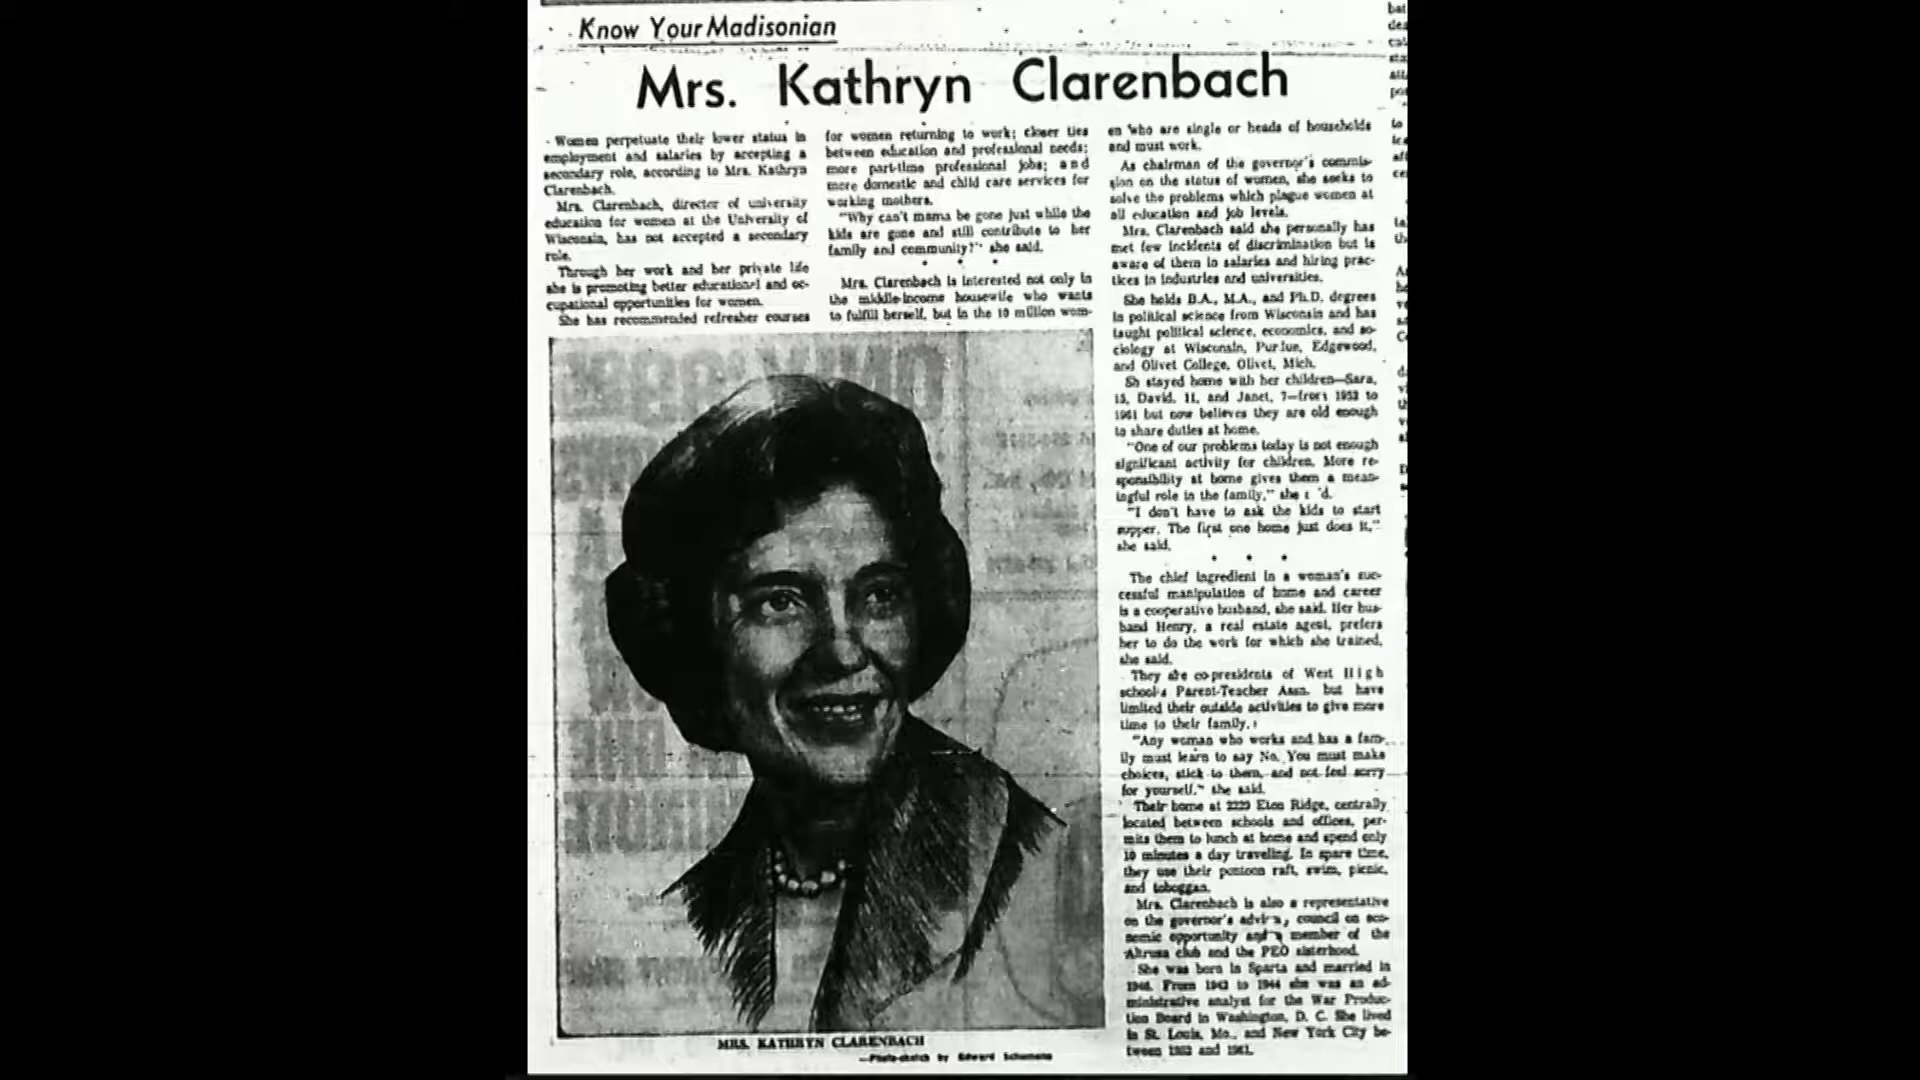 Know Your Madisonian
Mrs. Kathryn Clarenbach
Women perpetuate their lower status in
employment and salaries by accepting a
secondary role, according to Mrs. Kathryn
Clarenbach.
Mrs. Clarenbach, director of university
education for women at the University of
Wisconsin, has not accepted a secondary
role.
Through her work and her private life
she is promoting better educational and oc-
cupational opportunities for women.
She has recommended refresher courses
for women returning to work; closer ties
between education and professional needs;
more part-time professional jobs; and
more domestic and child care services for
working mothers.
"Why can't mama be gone just while the
kids are gone and still contribute to her
family and community?" she said.
Mrs. Clarenbach is interested not only in
the middle-income housewife who wants
to fulfill herself, but in the 10 million wom-
en who are single or heads of households
and must work.
As chairman of the governor's commis-
sion on the status of women, she seeks to
solve the problems which plague women at
all education and job levels.
Mrs. Clarenbach said she personally has
met few incidents of discrimination but is
aware of them in salaries and hiring prac-
tices in industries and universities.
She holds B.A., M.A., and Ph.D. degrees
in political science from Wisconsin and has
taught political science, economics, and so-
ciology at Wisconsin, Purdue, Edgewood,
and Olivet College, Olivet, Mich.
Sh stayed home with her children—Sara,
David, 11, and Janet, 7—from to
1961 but now believes they are old enough
to share duties at home.
"One of our problems today is not enough
significant activity for children. More re-
sponsibility at home gives them a mean-
ingful role in the family," she
"I don't have to ask the kids to start
supper. The first one home just does it,"
she said.
The chief ingredient in a woman's suc-
cessful manipulation of home and career
is a cooperative husband, she said. Her hus-
band Henry, a real estate agent, prefers
her to do the work for which she trained,
she said.
They are co-presidents of West High
school's Parent-Teacher Assn. but have
limited their outside activities to give more
time to their family.
"Any woman who works and has a fam-
ily must learn to say No. You must make
choices, stick to them, and not feel sorry
for yourself," she said.
Their home at Eton Ridge, centrally
located between schools and offices, per-
mits them to lunch at home and spend only
10 minutes a day traveling. In spare time,
they use their pontoon raft, swim, picnic,
and toboggan.
Mrs. Clarenbach is also a representative
on the governor's council on eco-
nomic opportunity and a member of the
Altrusa club and the PEO sisterhood.
She was born in Sparta and married in
1946. From 1942 to 1944 she was an ad-
ministrative analyst for the War Produc-
tion Board in Washington, D. C. She lived
in St. Louis, Mo., and New York City be-
tween and 1961.
MRS. KATHRYN CLARENBACH
—Photo-sketch by Edward Schumann